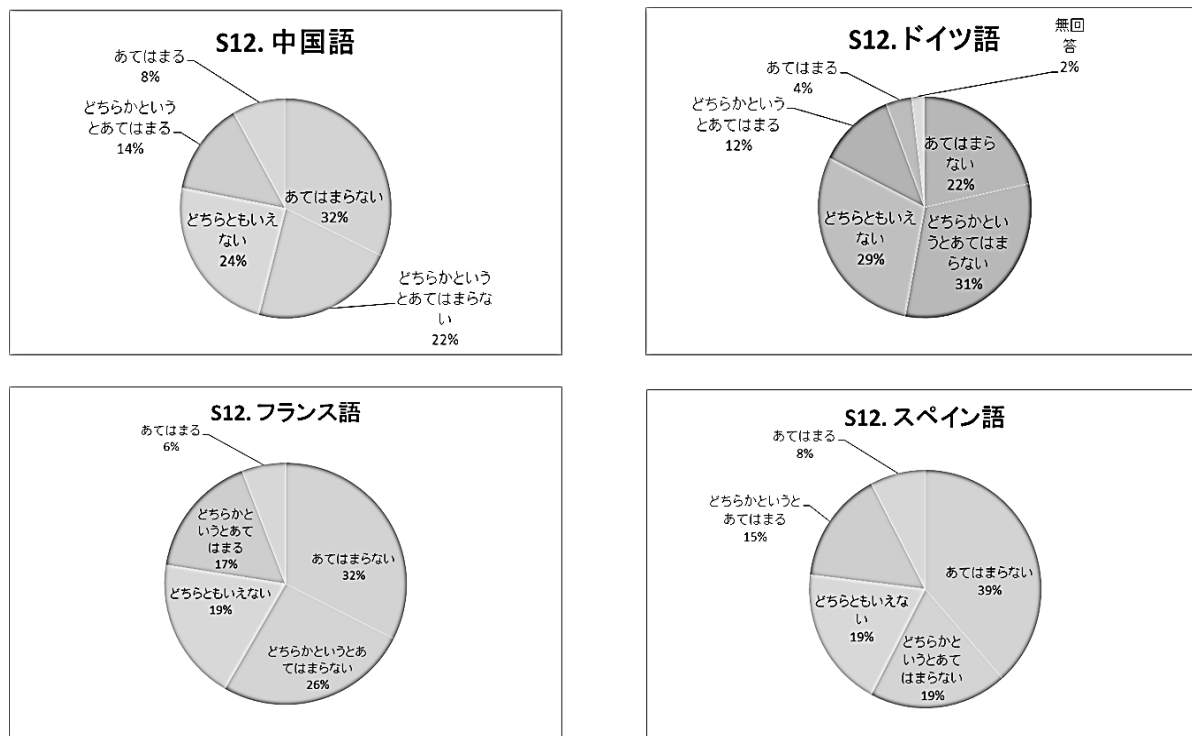 S12. 中国語
あてはまる
8%
どちらかという
とあてはまる
14%
あてはまらない
32%
どちらともいえ
ない
24%
どちらかという
とあてはまらな
い
22%
S12. ドイツ語
無回
答
2%
あてはまる
4%
どちらかという
とあてはまる
12%
あてはまら
ない
22%
どちらともいえ
ない
29%
どちらかとい
うとあてはま
らない
31%
S12. フランス語
あてはまる
6%
どちらかと
いうとあて
はまる
17%
あてはまらない
32%
どちらともいえない
19%
どちらかというとあ
てはまらない
26%
S12. スペイン語
あてはまる
8%
どちらかというと
あてはまる
15%
あてはまらない
39%
どちらともいえな
い
19%
どちらかと
いうとあて
はまらない
19%